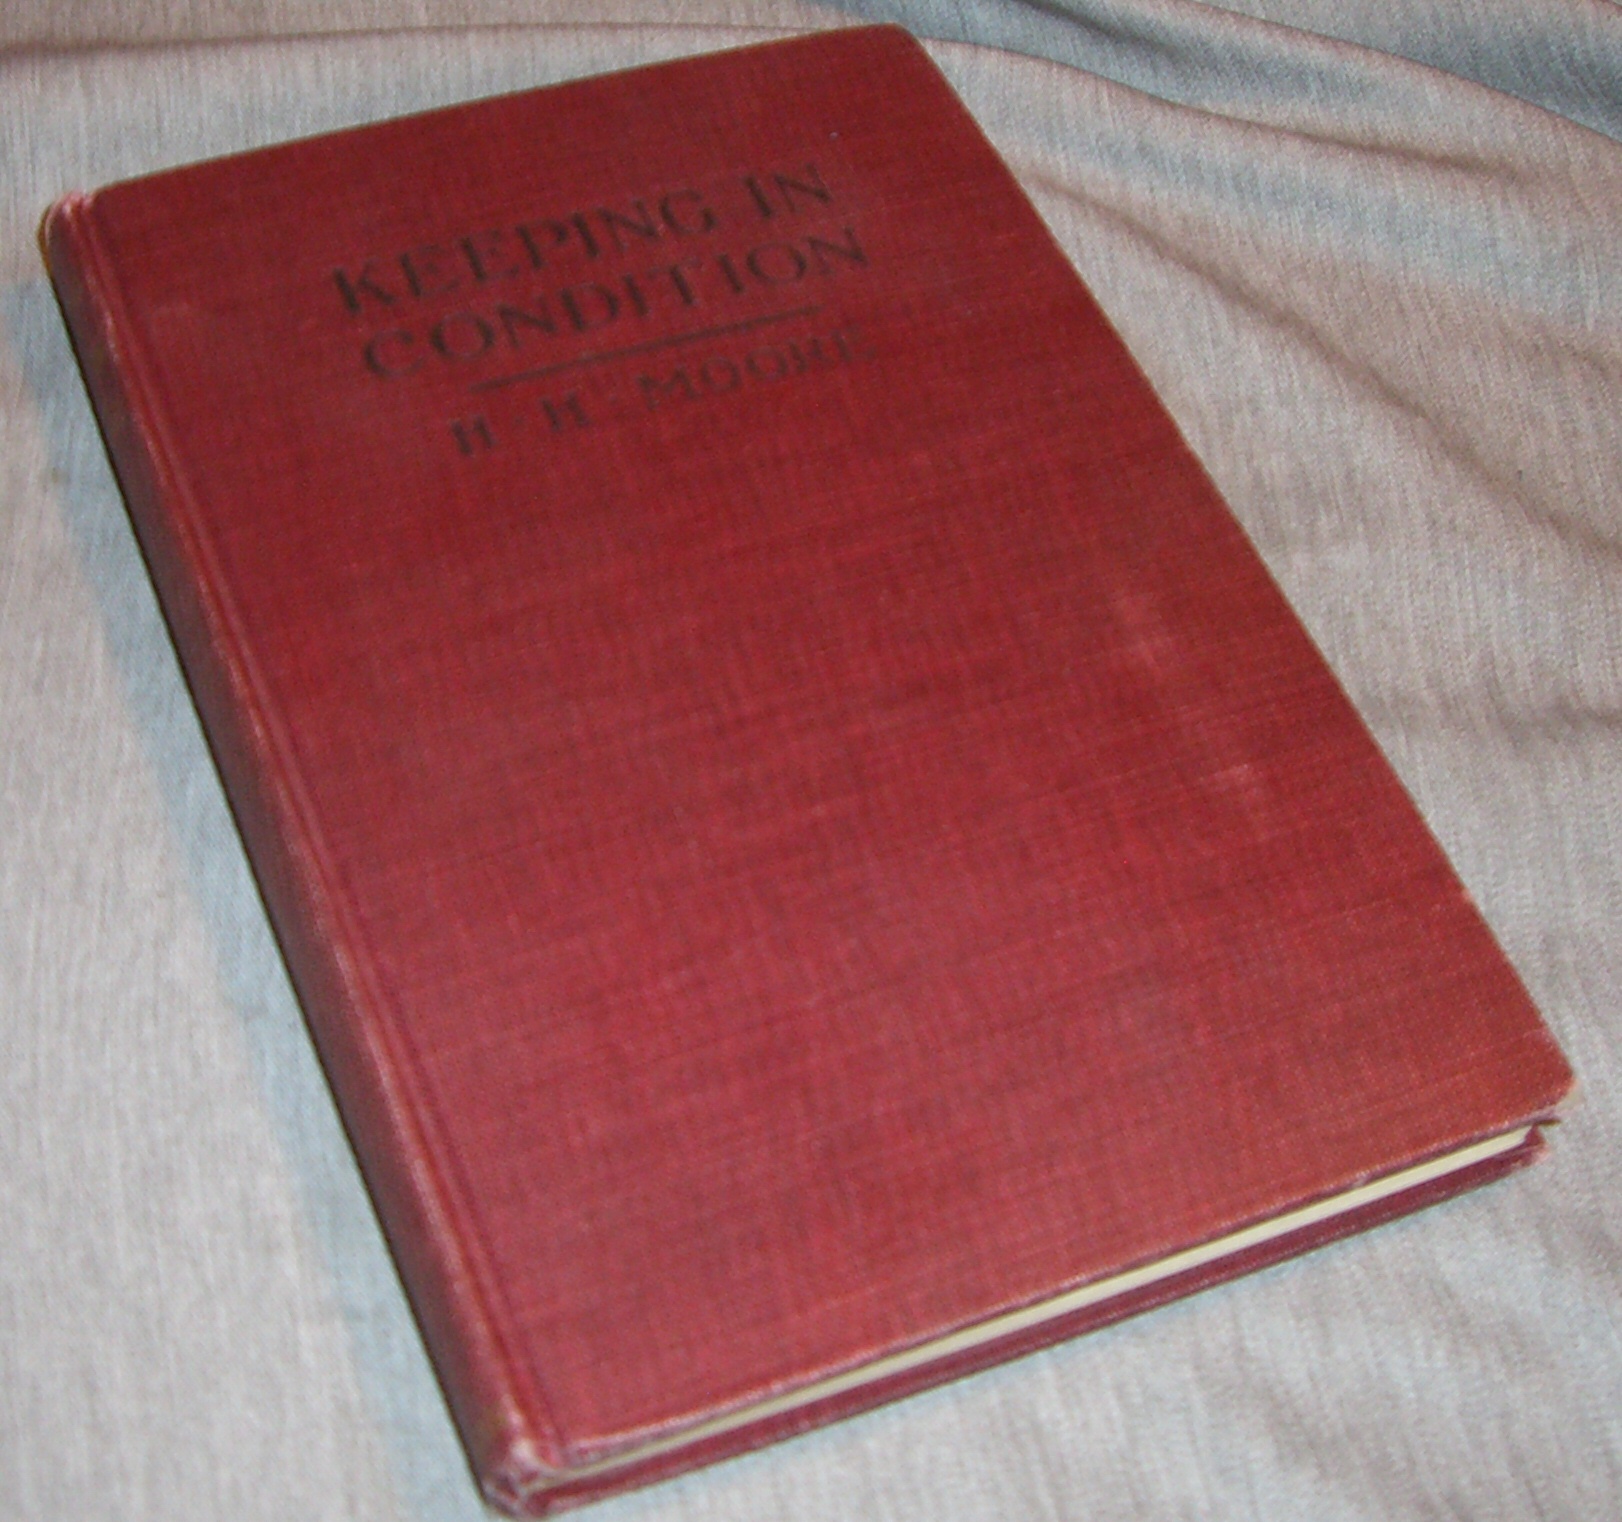 KEEPING IN
CONDITION
H·H·MOORE